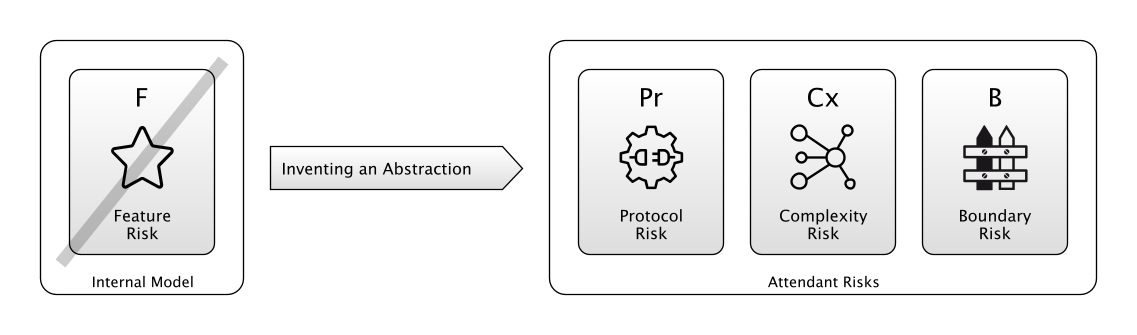 F
Feature
Risk
Internal Model
Inventing an Abstraction
Pr
Protocol
Risk
Cx
Complexity
Risk
B
Boundary
Risk
Attendant Risks